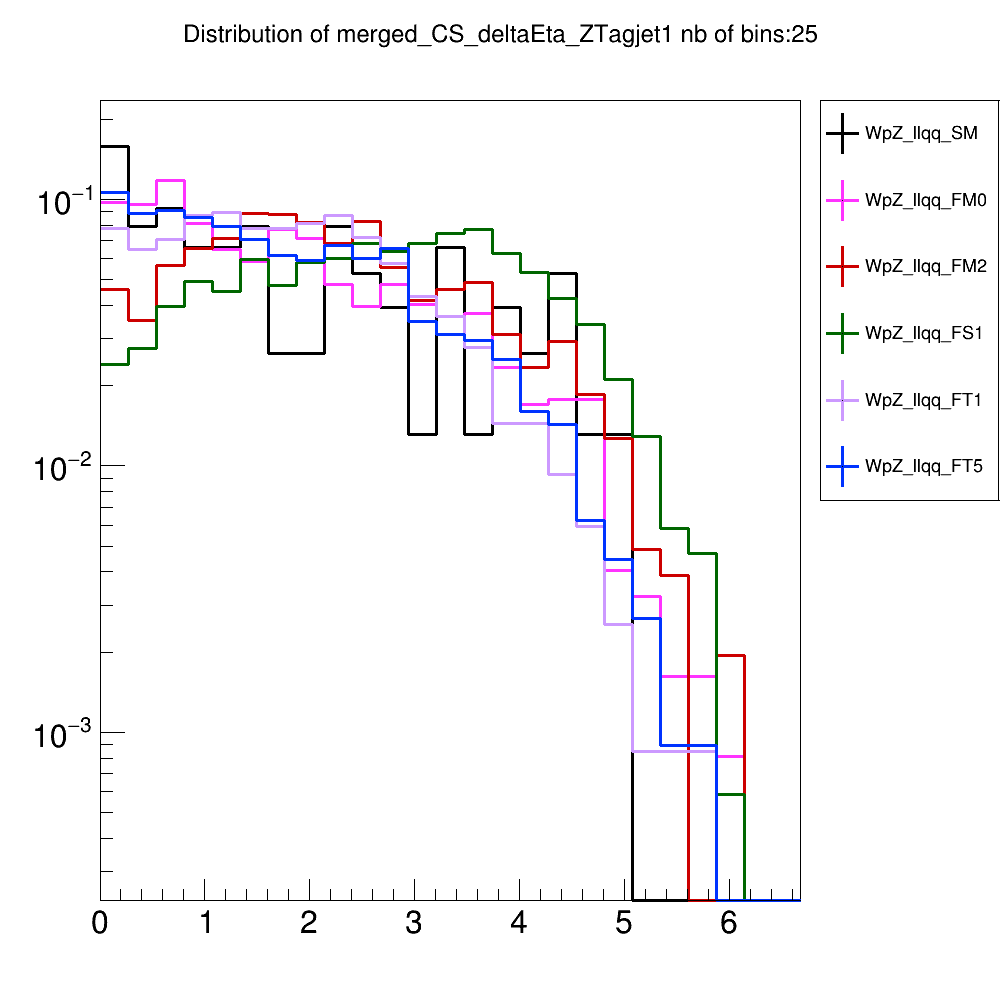 Distribution of merged_CS_deltaEta_ZTagjet1 nb of bins:25
10−1
10−2
10−3
0 1 2 3 4 5 6
WpZ_llqq_SM
WpZ_llqq_FM0
WpZ_llqq_FM2
WpZ_llqq_FS1
WpZ_llqq_FT1
WpZ_llqq_FT5